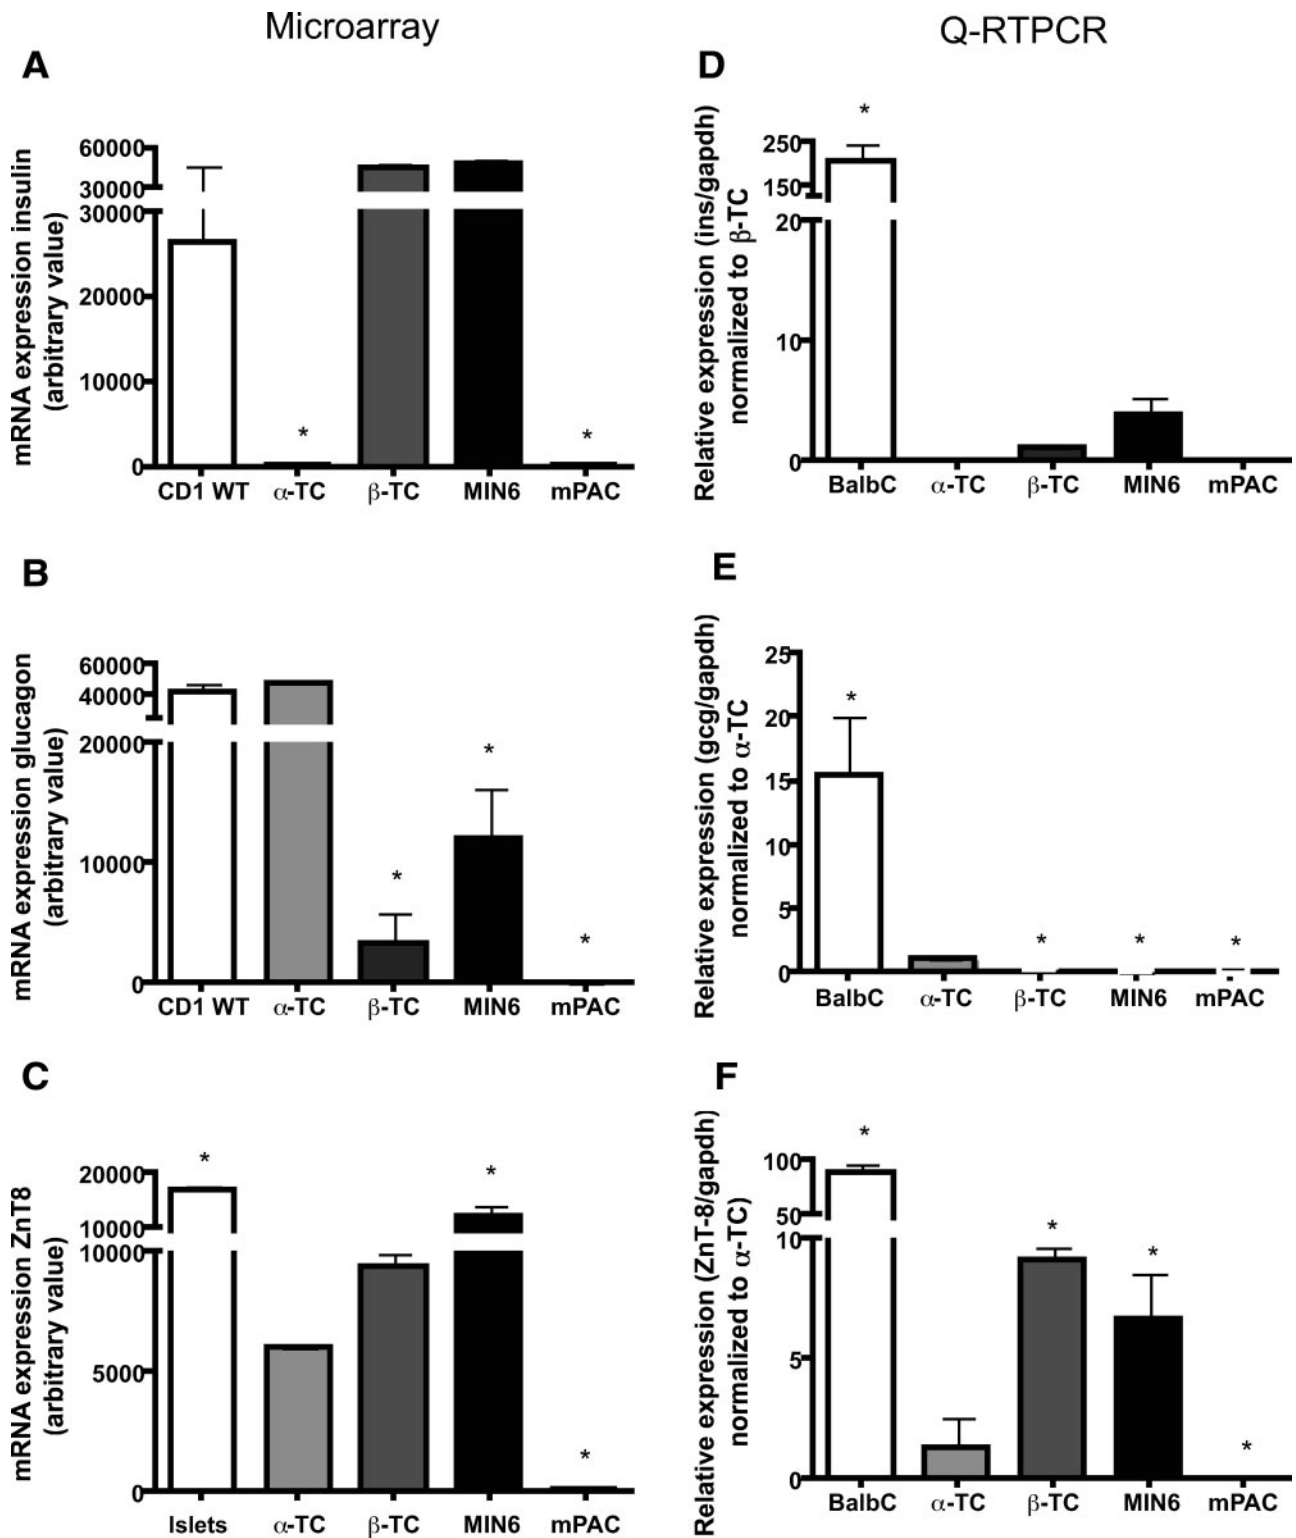 Microarray
Q-RTPCR
A
mRNA expression insulin
(arbitrary value)
60000
30000
30000
20000
10000
0
*
*
CD1 WT α-TC β-TC MIN6 mPAC
D
Relative expression (ins/gapdh)
normalized to β-TC
250
150
20
10
0
*
BalbC α-TC β-TC MIN6 mPAC
B
mRNA expression glucagon
(arbitrary value)
60000
40000
20000
10000
0
*
*
*
CD1 WT α-TC β-TC MIN6 mPAC
E
Relative expression (gcg/gapdh)
normalized to α-TC
25
20
15
10
5
0
*
* * *
BalbC α-TC β-TC MIN6 mPAC
C
mRNA expression ZnT8
(arbitrary value)
20000
10000
10000
5000
0
*
*
*
Islets α-TC β-TC MIN6 mPAC
F
Relative expression (ZnT-8/gapdh)
normalized to α-TC)
100
50
10
5
0
*
*
*
*
BalbC α-TC β-TC MIN6 mPAC